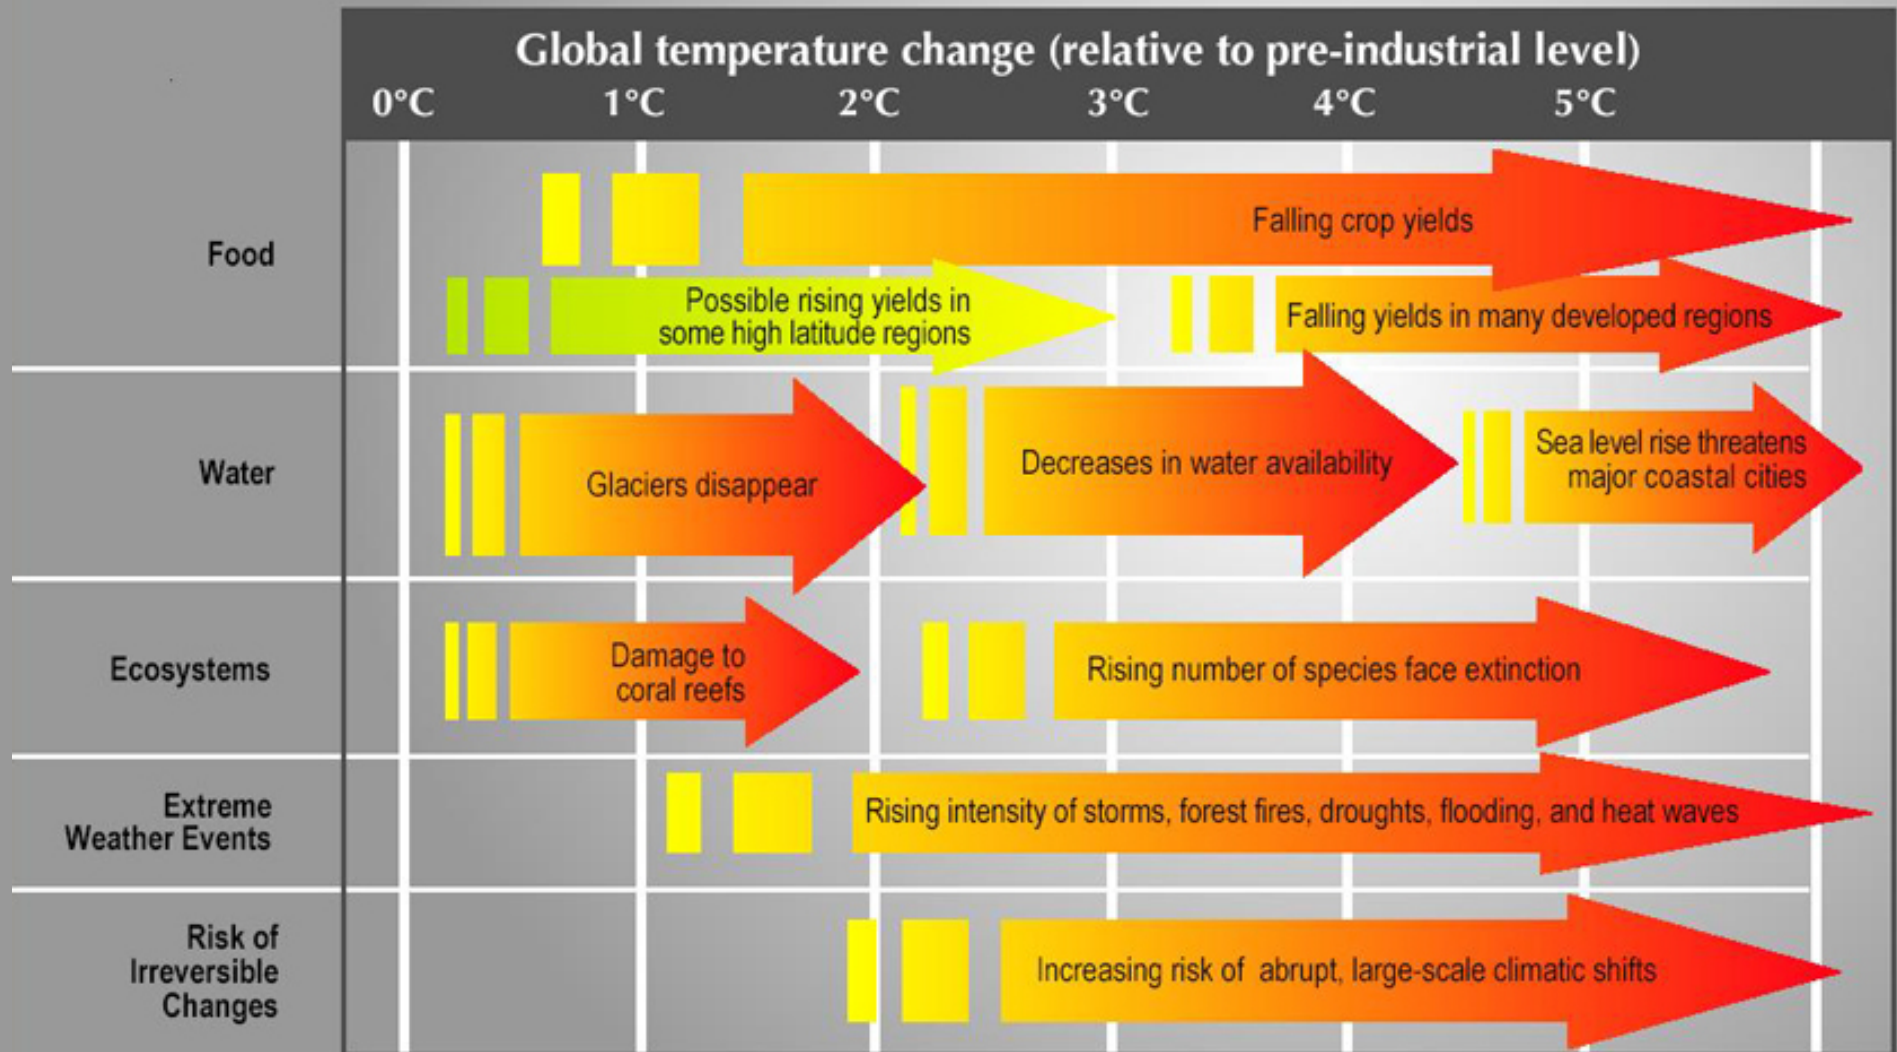 Global temperature change (relative to pre-industrial level)
0°C 1°C 2°C 3°C 4°C 5°C
Food
Falling crop yields
Possible rising yields in
some high latitude regions
Falling yields in many developed regions
Water
Glaciers disappear
Decreases in water availability
Sea level rise threatens
major coastal cities
Ecosystems
Damage to
coral reefs
Rising number of species face extinction
Extreme
Weather Events
Rising intensity of storms, forest fires, droughts, flooding, and heat waves
Risk of
Irreversible
Changes
Increasing risk of abrupt, large-scale climatic shifts